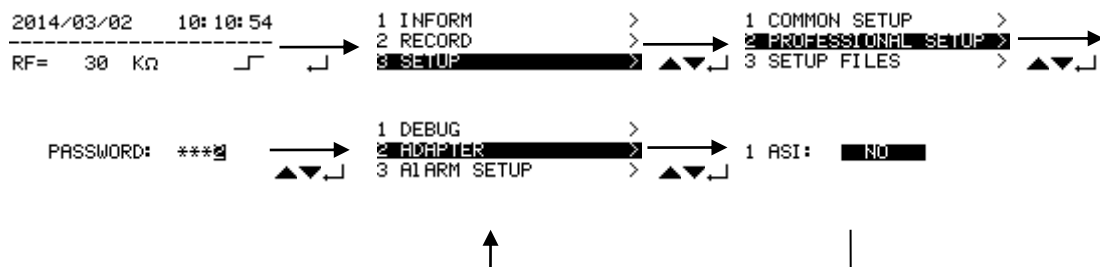 2014/03/02 10:10:54
RF= 30 KΩ
1 INFORM >
2 RECORD >
3 SETUP >
1 COMMON SETUP >
2 PROFESSIONAL SETUP >
3 SETUP FILES >
PASSWORD: ***2
1 DEBUG >
2 ADAPTER >
3 AlARM SETUP >
1 ASI: NO